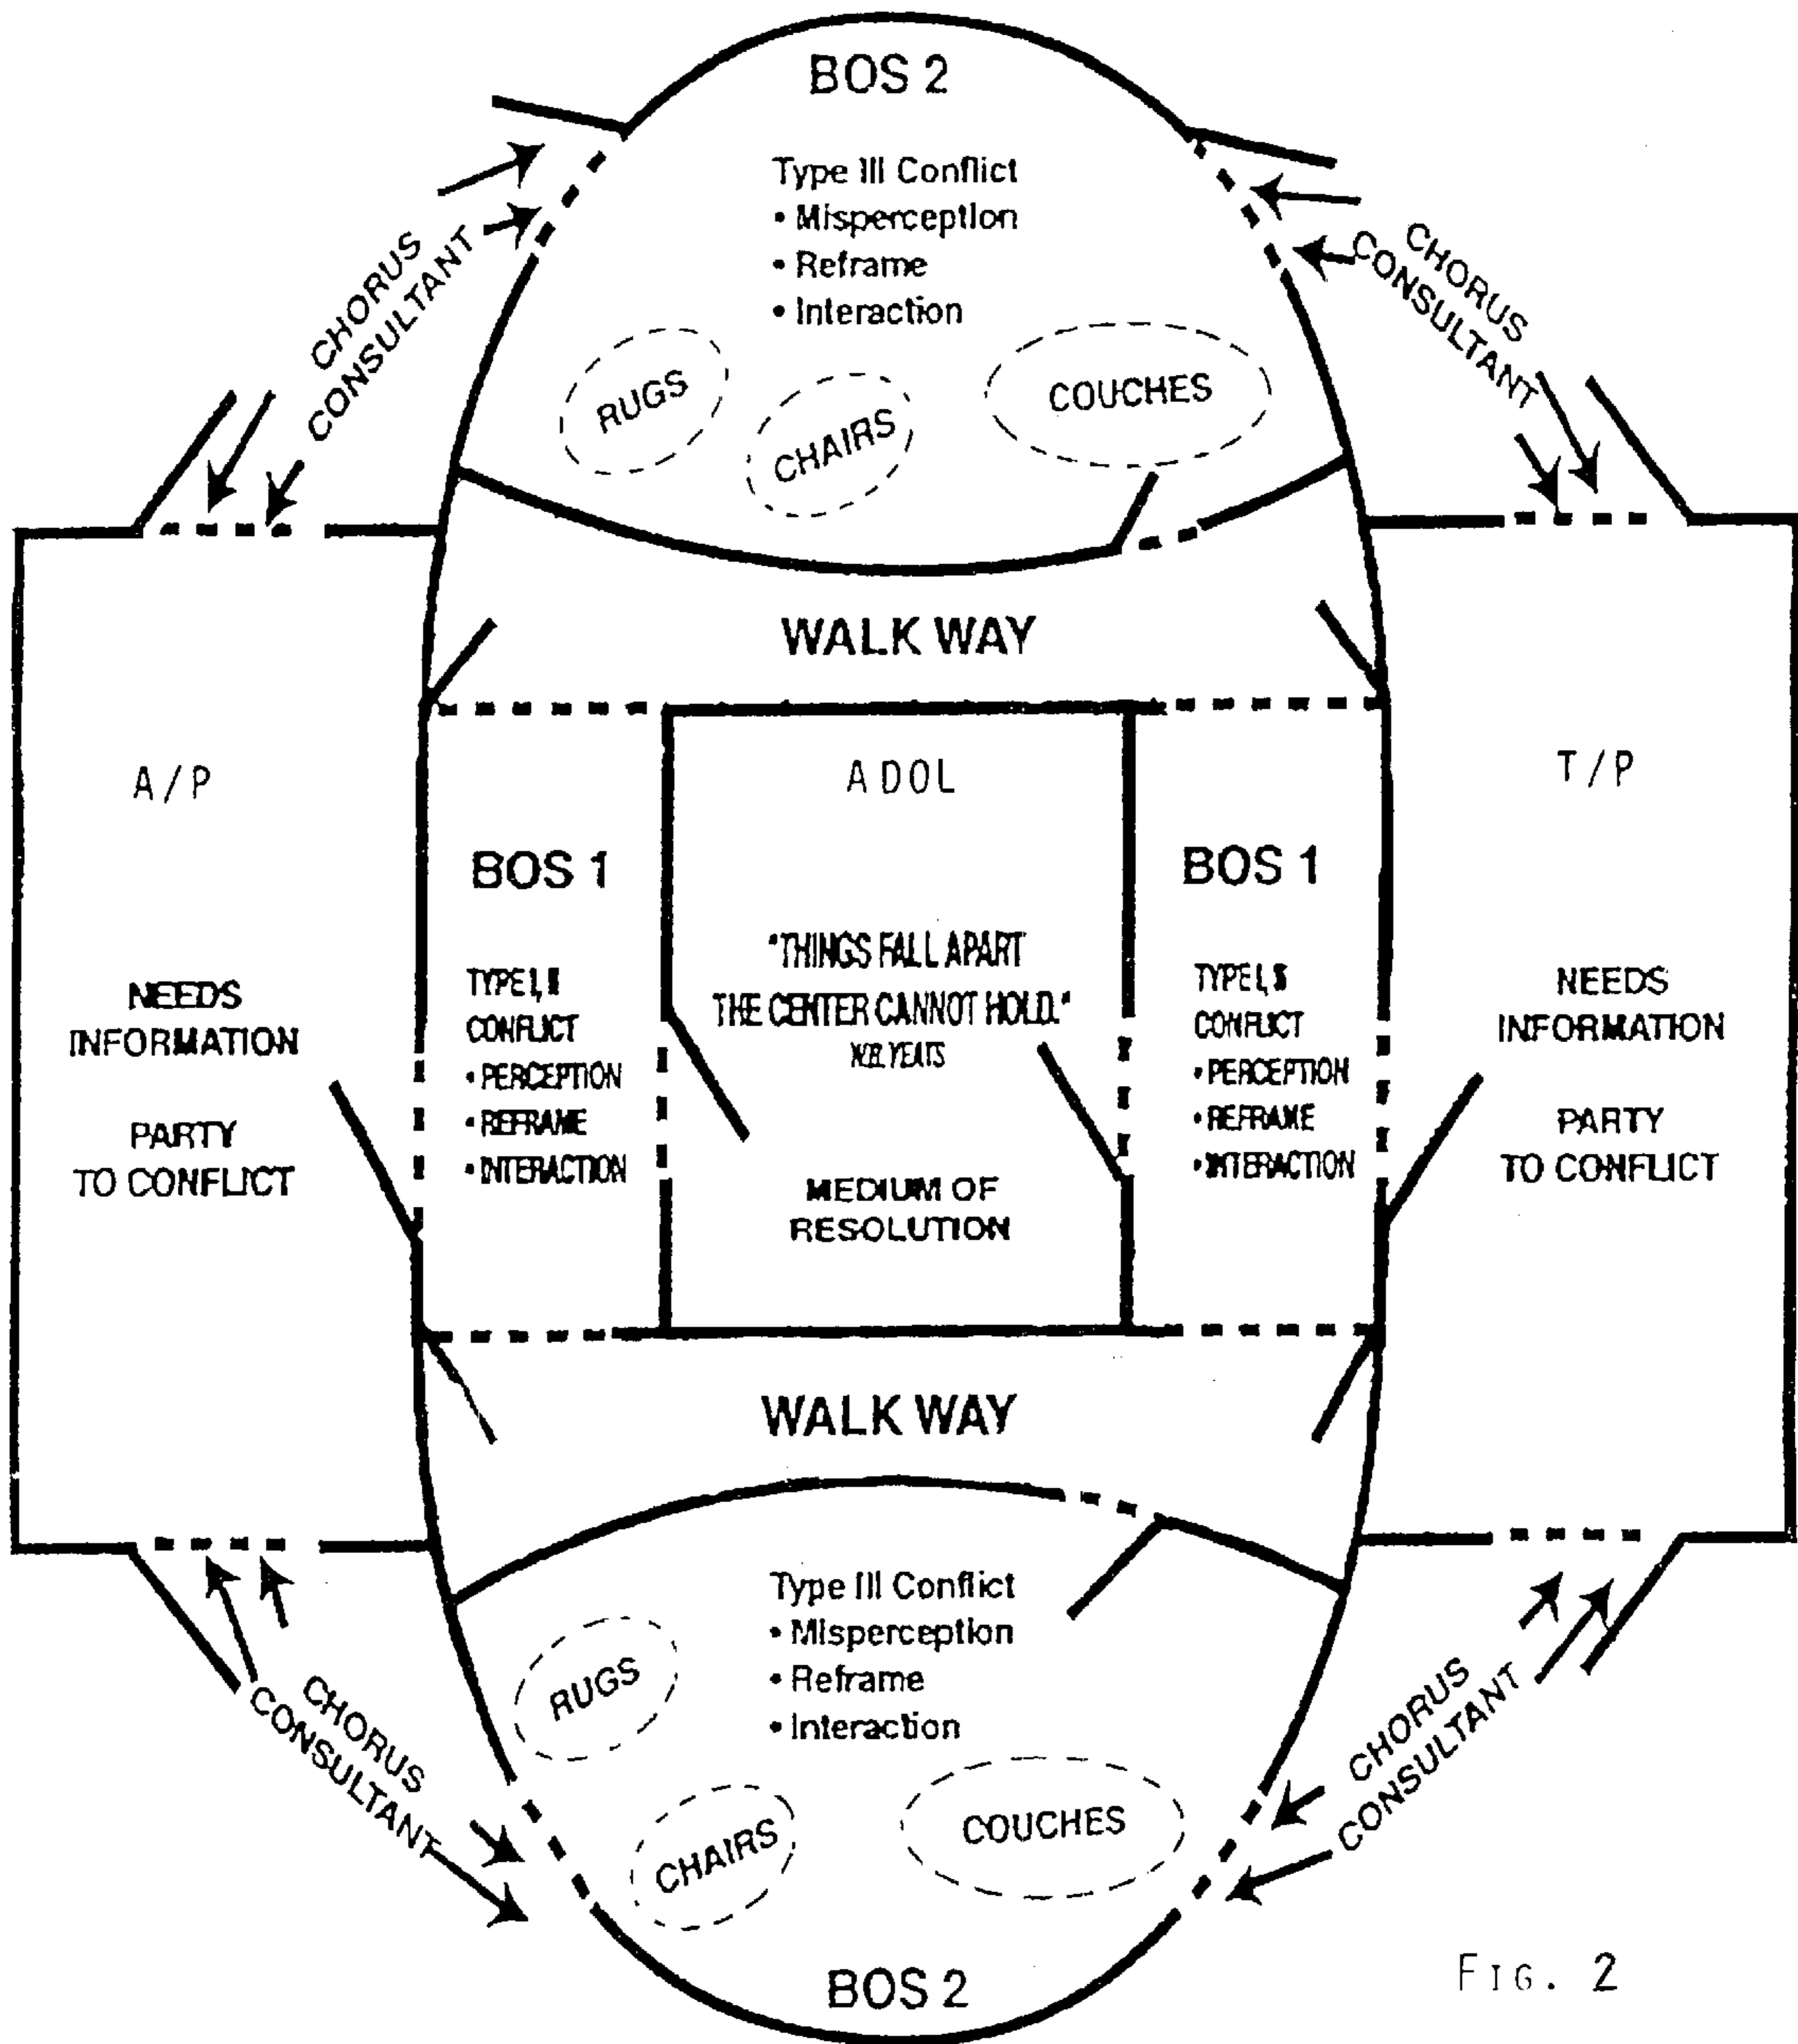 BOS 2
Type III Conflict
• Misperception
• Reframe
• Interaction
CHORUS
CONSULTANT
CHORUS
CONSULTANT
RUGS
CHAIRS
COUCHES
WALK WAY
A/P
NEEDS
INFORMATION
PARTY
TO CONFLICT
BOS 1
TYPE I, II
CONFLICT
• PERCEPTION
• REFRAME
• INTERACTION
ADOL
"THINGS FALL APART
THE CENTER CANNOT HOLD."
W.B. YEATS
MEDIUM OF
RESOLUTION
BOS 1
TYPE I, II
CONFLICT
• PERCEPTION
• REFRAME
• INTERACTION
T/P
NEEDS
INFORMATION
PARTY
TO CONFLICT
WALK WAY
Type III Conflict
• Misperception
• Reframe
• Interaction
RUGS
CHAIRS
COUCHES
CHORUS
CONSULTANT
CHORUS
CONSULTANT
BOS 2
FIG. 2